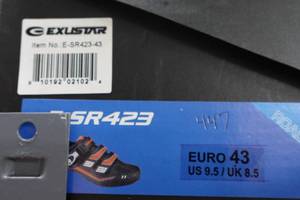 EXUSTAR
Item No.: E-SR423-43
8 10192 02102 4
E-SR423
447
EURO 43
US 9.5 / UK 8.5